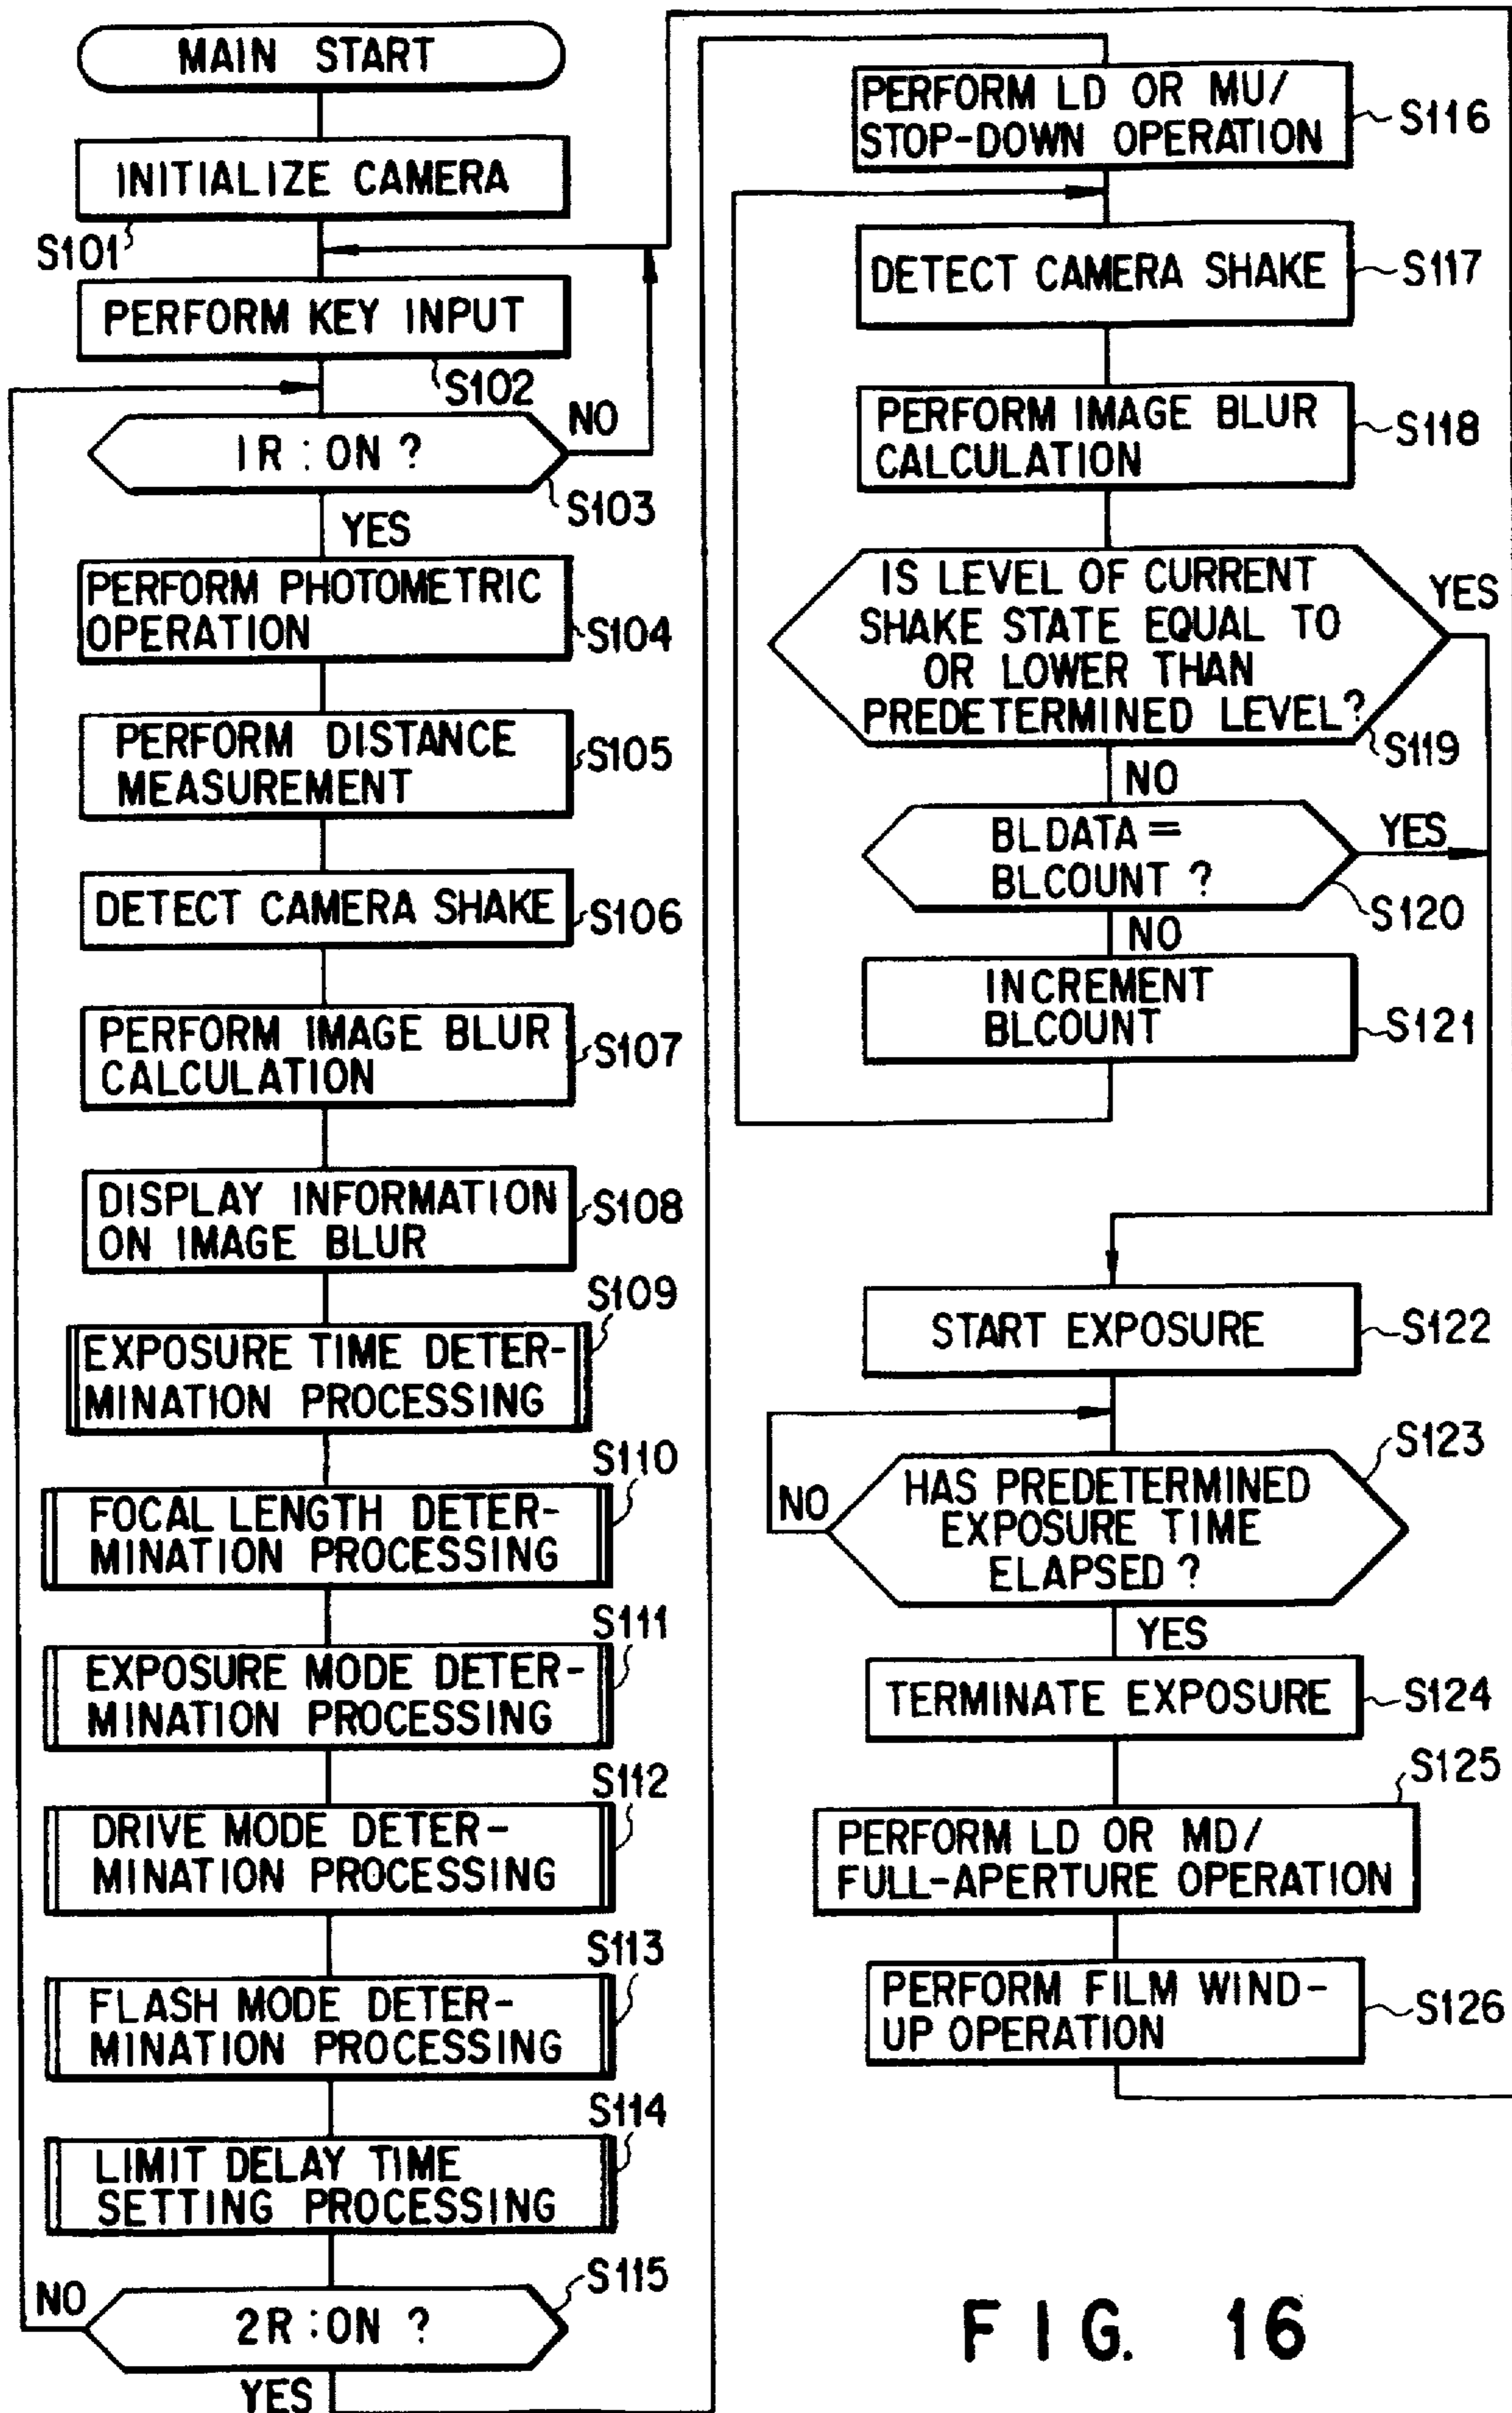 MAIN START
INITIALIZE CAMERA
S101
PERFORM KEY INPUT
S102
1R : ON ?
NO
S103
YES
PERFORM PHOTOMETRIC
OPERATION
S104
PERFORM DISTANCE
MEASUREMENT
S105
DETECT CAMERA SHAKE
S106
PERFORM IMAGE BLUR
CALCULATION
S107
DISPLAY INFORMATION
ON IMAGE BLUR
S108
S109
EXPOSURE TIME DETER-
MINATION PROCESSING
S110
FOCAL LENGTH DETER-
MINATION PROCESSING
S111
EXPOSURE MODE DETER-
MINATION PROCESSING
S112
DRIVE MODE DETER-
MINATION PROCESSING
S113
FLASH MODE DETER-
MINATION PROCESSING
S114
LIMIT DELAY TIME
SETTING PROCESSING
S115
NO
2R : ON ?
YES
PERFORM LD OR MU/
STOP-DOWN OPERATION
S116
DETECT CAMERA SHAKE
S117
PERFORM IMAGE BLUR
CALCULATION
S118
IS LEVEL OF CURRENT
SHAKE STATE EQUAL TO
OR LOWER THAN
PREDETERMINED LEVEL?
YES
S119
NO
BLDATA =
BLCOUNT ?
YES
S120
NO
INCREMENT
BLCOUNT
S121
START EXPOSURE
S122
S123
NO
HAS PREDETERMINED
EXPOSURE TIME
ELAPSED ?
YES
TERMINATE EXPOSURE
S124
S125
PERFORM LD OR MD/
FULL-APERTURE OPERATION
PERFORM FILM WIND-
UP OPERATION
S126
FIG. 16